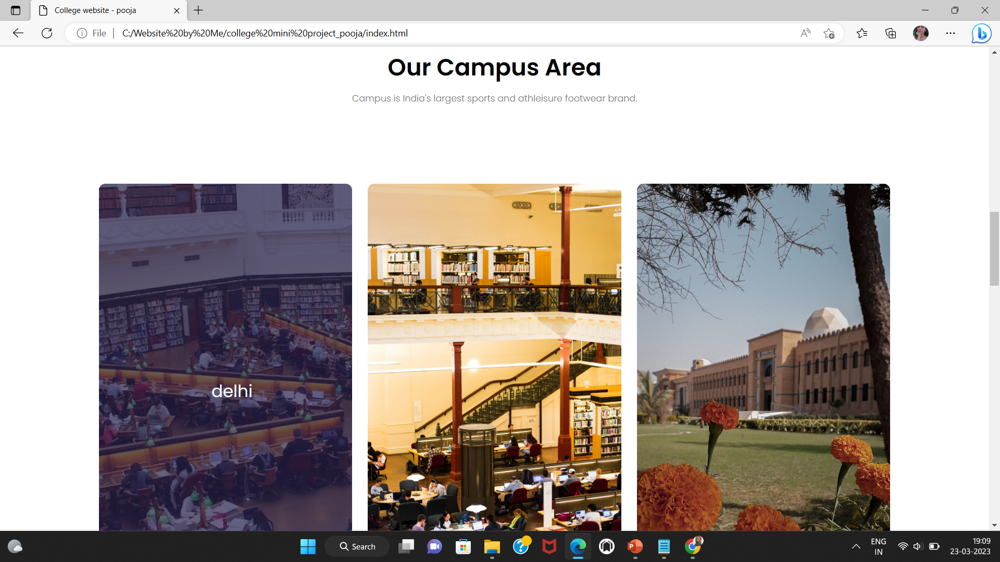 College website - pooja
File
C:/Website%20by%20Me/college%20mini%20project_pooja/index.html
Our Campus Area
Campus is India's largest sports and athleisure footwear brand.
delhi
Search
ENG
IN
19:09
23-03-2023